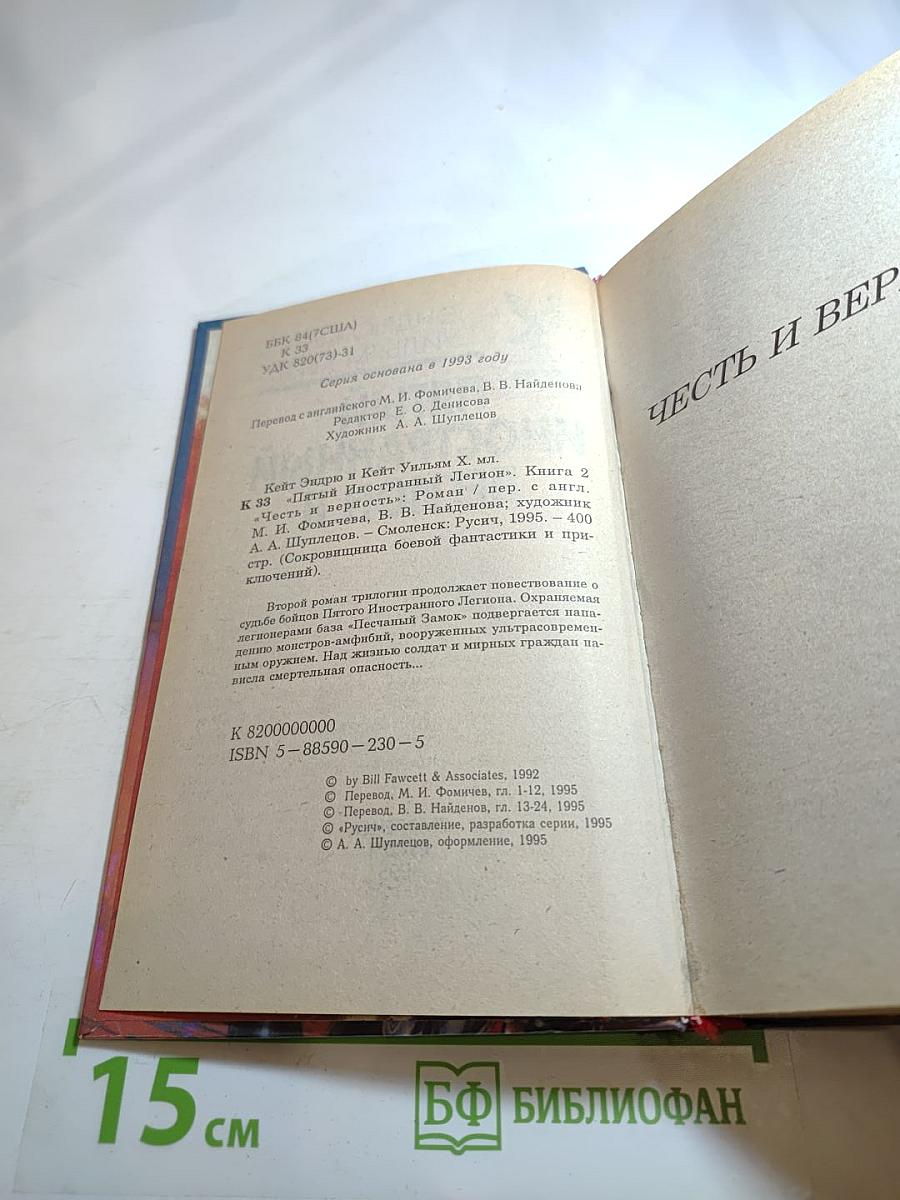 ББК 84(7США)
К 33
УДК 820(73)-31
Серия основана в 1993 году
Перевод с английского М. И. Фомичева, В. В. Найденова
Редактор Е. О. Денисова
Художник А. А. Шуплецов
Кейт Эндрю и Кейт Уильям Х. мл.
К 33 «Пятый Иностранный Легион». Книга 2
«Честь и верность»: Роман / пер. с англ.
М. И. Фомичева, В. В. Найденова; художник
А. А. Шуплецов. – Смоленск: Русич, 1995. – 400
стр. (Сокровищница боевой фантастики и при-
ключений).
Второй роман трилогии продолжает повествование о
судьбе бойцов Пятого Иностранного Легиона. Охраняемая
легионерами база «Песчаный Замок» подвергается напа-
дению монстров-амфибий, вооруженных ультрасовремен-
ным оружием. Над жизнью солдат и мирных граждан на-
висла смертельная опасность...
К 8200000000
ISBN 5–88590–230–5
© by Bill Fawcett & Associates, 1992
© Перевод, М. И. Фомичев, гл. 1-12, 1995
© Перевод, В. В. Найденов, гл. 13-24, 1995
© «Русич», составление, разработка серии, 1995
© А. А. Шуплецов, оформление, 1995
ЧЕСТЬ И ВЕР
15 см
БФ БИБЛИОФАН